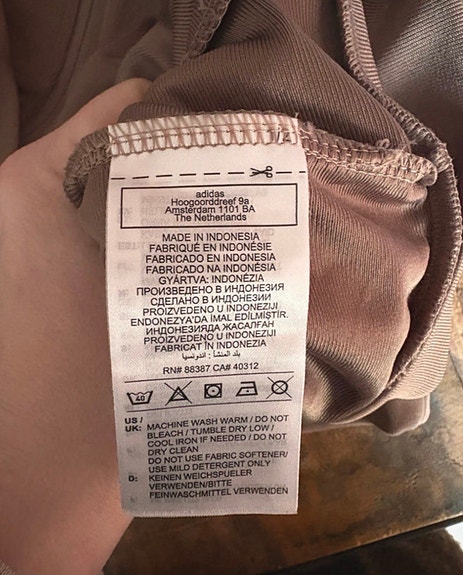 adidas
Hoogoorddreef 9a
Amsterdam 1101 BA
The Netherlands
MADE IN INDONESIA
FABRIQUÉ EN INDONÉSIE
FABRICADO EN INDONESIA
FABRICADO NA INDONÉSIA
GYÁRTVA: INDONÉZIA
ПРОИЗВЕДЕНО В ИНДОНЕЗИЯ
СДЕЛАНО В ИНДОНЕЗИИ
PROIZVEDENO U INDONEZIJI
ENDONEZYA'DA İMAL EDİLMİŞTİR.
ИНДОНЕЗИЯДА ЖАСАЛҒАН
PROIZVEDENO U INDONEZIJI
FABRICAT ÎN INDONEZIA
بلد المنشأ: اندونسيا
RN# 88387 CA# 40312
40
US / MACHINE WASH WARM / DO NOT
UK: BLEACH / TUMBLE DRY LOW /
COOL IRON IF NEEDED / DO NOT
DRY CLEAN
DO NOT USE FABRIC SOFTENER/
USE MILD DETERGENT ONLY
D: KEINEN WEICHSPUELER
VERWENDEN/BITTE
FEINWASCHMITTEL VERWENDEN